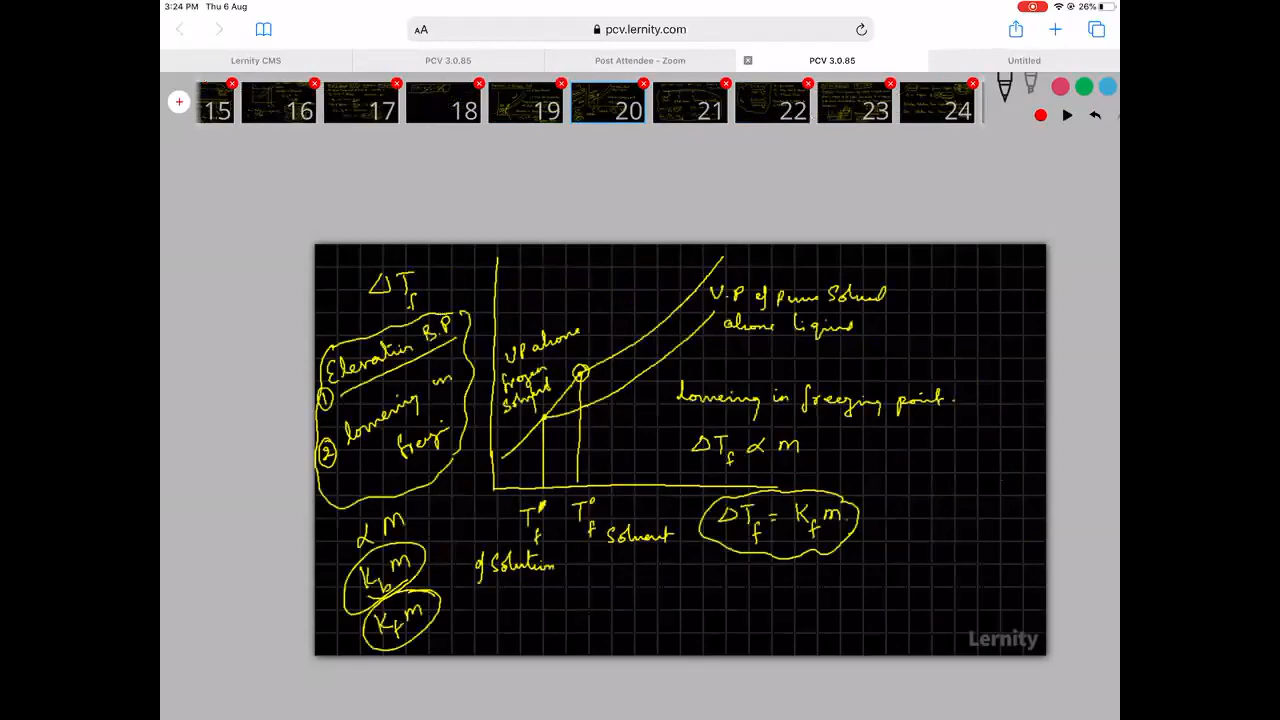 3:24 PM Thu 6 Aug
26%
AA
pcv.lernity.com
Lernity CMS
PCV 3.0.85
Post Attendee - Zoom
PCV 3.0.85
Untitled
15 16 17 18 19 20 21 22 23 24
ΔTf
Elevation B.P
① 
lowering in
② freezi
α m
Kb m
Kf m
VP above
frozen
solvent
V.P of pure Solvent
above liquid
lowering in freezing point.
ΔTf α m
ΔTf = Kf m.
Tf
of Solution
Tf° Solvent
Lernity